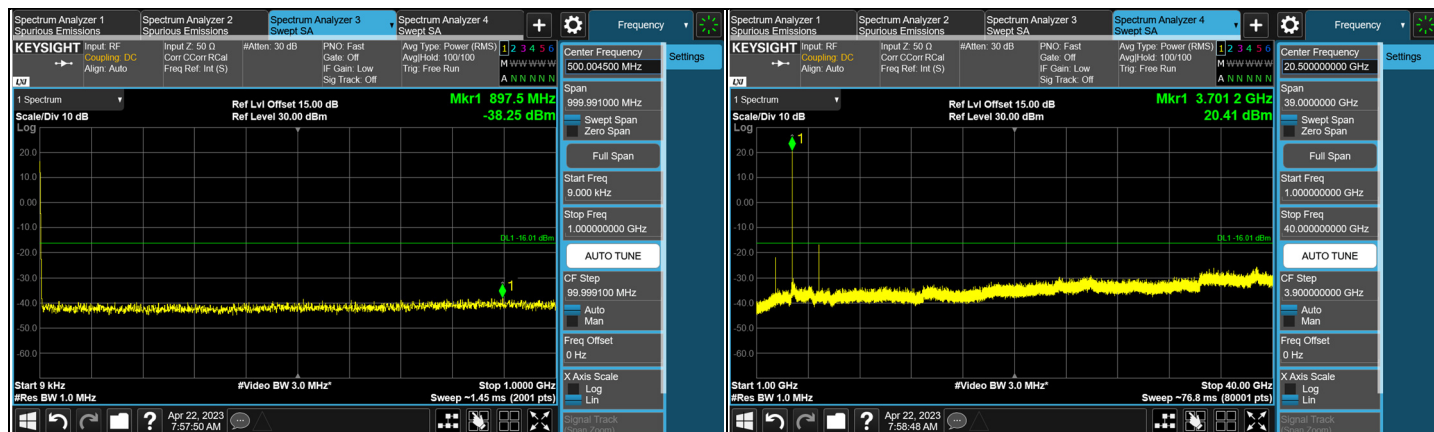 Spectrum Analyzer 1
Spurious Emissions
Spectrum Analyzer 2
Spurious Emissions
Spectrum Analyzer 3
Swept SA
Spectrum Analyzer 4
Swept SA
+
Frequency
KEYSIGHT
LXI
Input: RF
Coupling: DC
Align: Auto
Input Z: 50 Ω
Corr CCorr RCal
Freq Ref: Int (S)
#Atten: 30 dB
PNO: Fast
Gate: Off
IF Gain: Low
Sig Track: Off
Avg Type: Power (RMS)
Avg|Hold: 100/100
Trig: Free Run
1 2 3 4 5 6
M W W W W W
A N N N N N
1 Spectrum
Scale/Div 10 dB
Log
Ref Lvl Offset 15.00 dB
Ref Level 30.00 dBm
Mkr1 897.5 MHz
-38.25 dBm
20.0
10.0
0.00
-10.0
-20.0
-30.0
-40.0
-50.0
-60.0
DL1 -16.01 dBm
1
Start 9 kHz
#Res BW 1.0 MHz
#Video BW 3.0 MHz*
Stop 1.0000 GHz
Sweep ~1.45 ms (2001 pts)
Apr 22, 2023
7:57:50 AM
Center Frequency
500.004500 MHz
Settings
Span
999.991000 MHz
Swept Span
Zero Span
Full Span
Start Freq
9.000 kHz
Stop Freq
1.000000000 GHz
AUTO TUNE
CF Step
99.999100 MHz
Auto
Man
Freq Offset
0 Hz
X Axis Scale
Log
Lin
Signal Track
(Span Zoom)
Spectrum Analyzer 1
Spurious Emissions
Spectrum Analyzer 2
Spurious Emissions
Spectrum Analyzer 3
Swept SA
Spectrum Analyzer 4
Swept SA
+
Frequency
KEYSIGHT
LXI
Input: RF
Coupling: DC
Align: Auto
Input Z: 50 Ω
Corr CCorr RCal
Freq Ref: Int (S)
#Atten: 30 dB
PNO: Fast
Gate: Off
IF Gain: Low
Sig Track: Off
Avg Type: Power (RMS)
Avg|Hold: 100/100
Trig: Free Run
1 2 3 4 5 6
M W W W W W
A N N N N N
1 Spectrum
Scale/Div 10 dB
Log
Ref Lvl Offset 15.00 dB
Ref Level 30.00 dBm
Mkr1 3.701 2 GHz
20.41 dBm
20.0
10.0
0.00
-10.0
-20.0
-30.0
-40.0
-50.0
-60.0
DL1 -16.01 dBm
1
Start 1.00 GHz
#Res BW 1.0 MHz
#Video BW 3.0 MHz*
Stop 40.00 GHz
Sweep ~76.8 ms (80001 pts)
Apr 22, 2023
7:58:48 AM
Center Frequency
20.500000000 GHz
Settings
Span
39.0000000 GHz
Swept Span
Zero Span
Full Span
Start Freq
1.000000000 GHz
Stop Freq
40.000000000 GHz
AUTO TUNE
CF Step
3.900000000 GHz
Auto
Man
Freq Offset
0 Hz
X Axis Scale
Log
Lin
Signal Track
(Span Zoom)